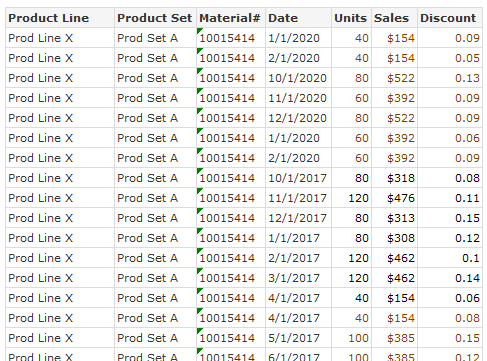 Product Line Product Set Material# Date Units Sales Discount
Prod Line X Prod Set A 10015414 1/1/2020 40 $154 0.09
Prod Line X Prod Set A 10015414 2/1/2020 40 $154 0.05
Prod Line X Prod Set A 10015414 10/1/2020 80 $522 0.13
Prod Line X Prod Set A 10015414 11/1/2020 60 $392 0.09
Prod Line X Prod Set A 10015414 12/1/2020 80 $522 0.09
Prod Line X Prod Set A 10015414 1/1/2020 60 $392 0.06
Prod Line X Prod Set A 10015414 2/1/2020 60 $392 0.09
Prod Line X Prod Set A 10015414 10/1/2017 80 $318 0.08
Prod Line X Prod Set A 10015414 11/1/2017 120 $476 0.11
Prod Line X Prod Set A 10015414 12/1/2017 80 $313 0.15
Prod Line X Prod Set A 10015414 1/1/2017 80 $308 0.12
Prod Line X Prod Set A 10015414 2/1/2017 120 $462 0.1
Prod Line X Prod Set A 10015414 3/1/2017 120 $462 0.14
Prod Line X Prod Set A 10015414 4/1/2017 40 $154 0.06
Prod Line X Prod Set A 10015414 4/1/2017 40 $154 0.08
Prod Line X Prod Set A 10015414 5/1/2017 100 $385 0.15
Prod Line X Prod Set A 10015414 6/1/2017 100 $385 0.12